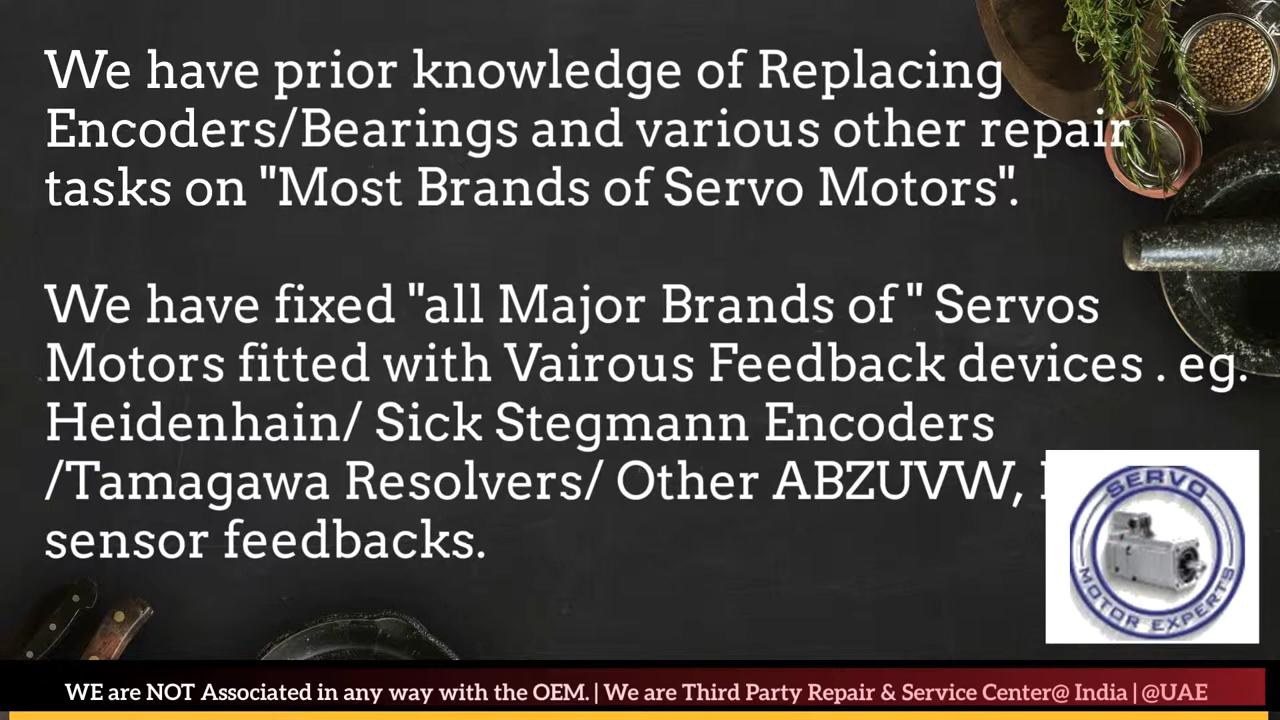 We have prior knowledge of Replacing
Encoders/Bearings and various other repair
tasks on "Most Brands of Servo Motors".
We have fixed "all Major Brands of " Servos
Motors fitted with Vairous Feedback devices . eg.
Heidenhain/ Sick Stegmann Encoders
/Tamagawa Resolvers/ Other ABZUVW,
sensor feedbacks.
SERVO
MOTOR EXPERTS
WE are NOT Associated in any way with the OEM. | We are Third Party Repair & Service Center@ India | @UAE